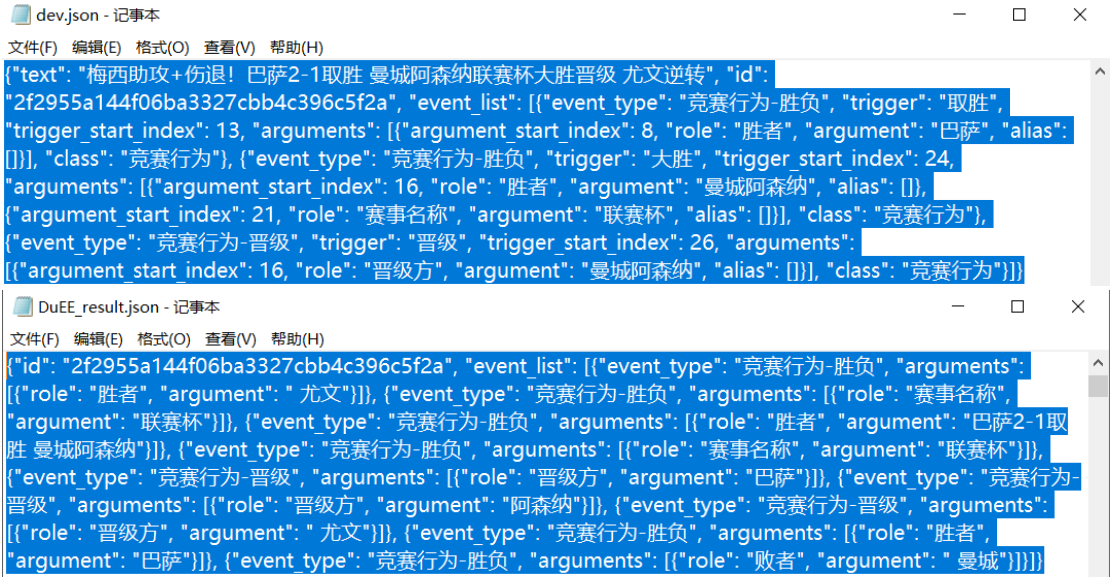 dev.json - 记事本
文件(F) 编辑(E) 格式(O) 查看(V) 帮助(H)
{"text": "梅西助攻+伤退！巴萨2-1取胜 曼城阿森纳联赛杯大胜晋级 尤文逆转", "id":
"2f2955a144f06ba3327cbb4c396c5f2a", "event_list": [{"event_type": "竞赛行为-胜负", "trigger": "取胜",
"trigger_start_index": 13, "arguments": [{"argument_start_index": 8, "role": "胜者", "argument": "巴萨", "alias":
[]}], "class": "竞赛行为"}, {"event_type": "竞赛行为-胜负", "trigger": "大胜", "trigger_start_index": 24,
"arguments": [{"argument_start_index": 16, "role": "胜者", "argument": "曼城阿森纳", "alias": []},
{"argument_start_index": 21, "role": "赛事名称", "argument": "联赛杯", "alias": []}], "class": "竞赛行为"},
{"event_type": "竞赛行为-晋级", "trigger": "晋级", "trigger_start_index": 26, "arguments":
[{"argument_start_index": 16, "role": "晋级方", "argument": "曼城阿森纳", "alias": []}], "class": "竞赛行为"}]}
DuEE_result.json - 记事本
文件(F) 编辑(E) 格式(O) 查看(V) 帮助(H)
{"id": "2f2955a144f06ba3327cbb4c396c5f2a", "event_list": [{"event_type": "竞赛行为-胜负", "arguments":
[{"role": "胜者", "argument": " 尤文"}]}, {"event_type": "竞赛行为-胜负", "arguments": [{"role": "赛事名称",
"argument": "联赛杯"}]}, {"event_type": "竞赛行为-胜负", "arguments": [{"role": "胜者", "argument": "巴萨2-1取
胜 曼城阿森纳"}]}, {"event_type": "竞赛行为-胜负", "arguments": [{"role": "赛事名称", "argument": "联赛杯"}]},
{"event_type": "竞赛行为-晋级", "arguments": [{"role": "晋级方", "argument": "巴萨"}]}, {"event_type": "竞赛行为-
晋级", "arguments": [{"role": "晋级方", "argument": "阿森纳"}]}, {"event_type": "竞赛行为-晋级", "arguments":
[{"role": "晋级方", "argument": " 尤文"}]}, {"event_type": "竞赛行为-胜负", "arguments": [{"role": "胜者",
"argument": "巴萨"}]}, {"event_type": "竞赛行为-胜负", "arguments": [{"role": "败者", "argument": " 曼城"}]}]}